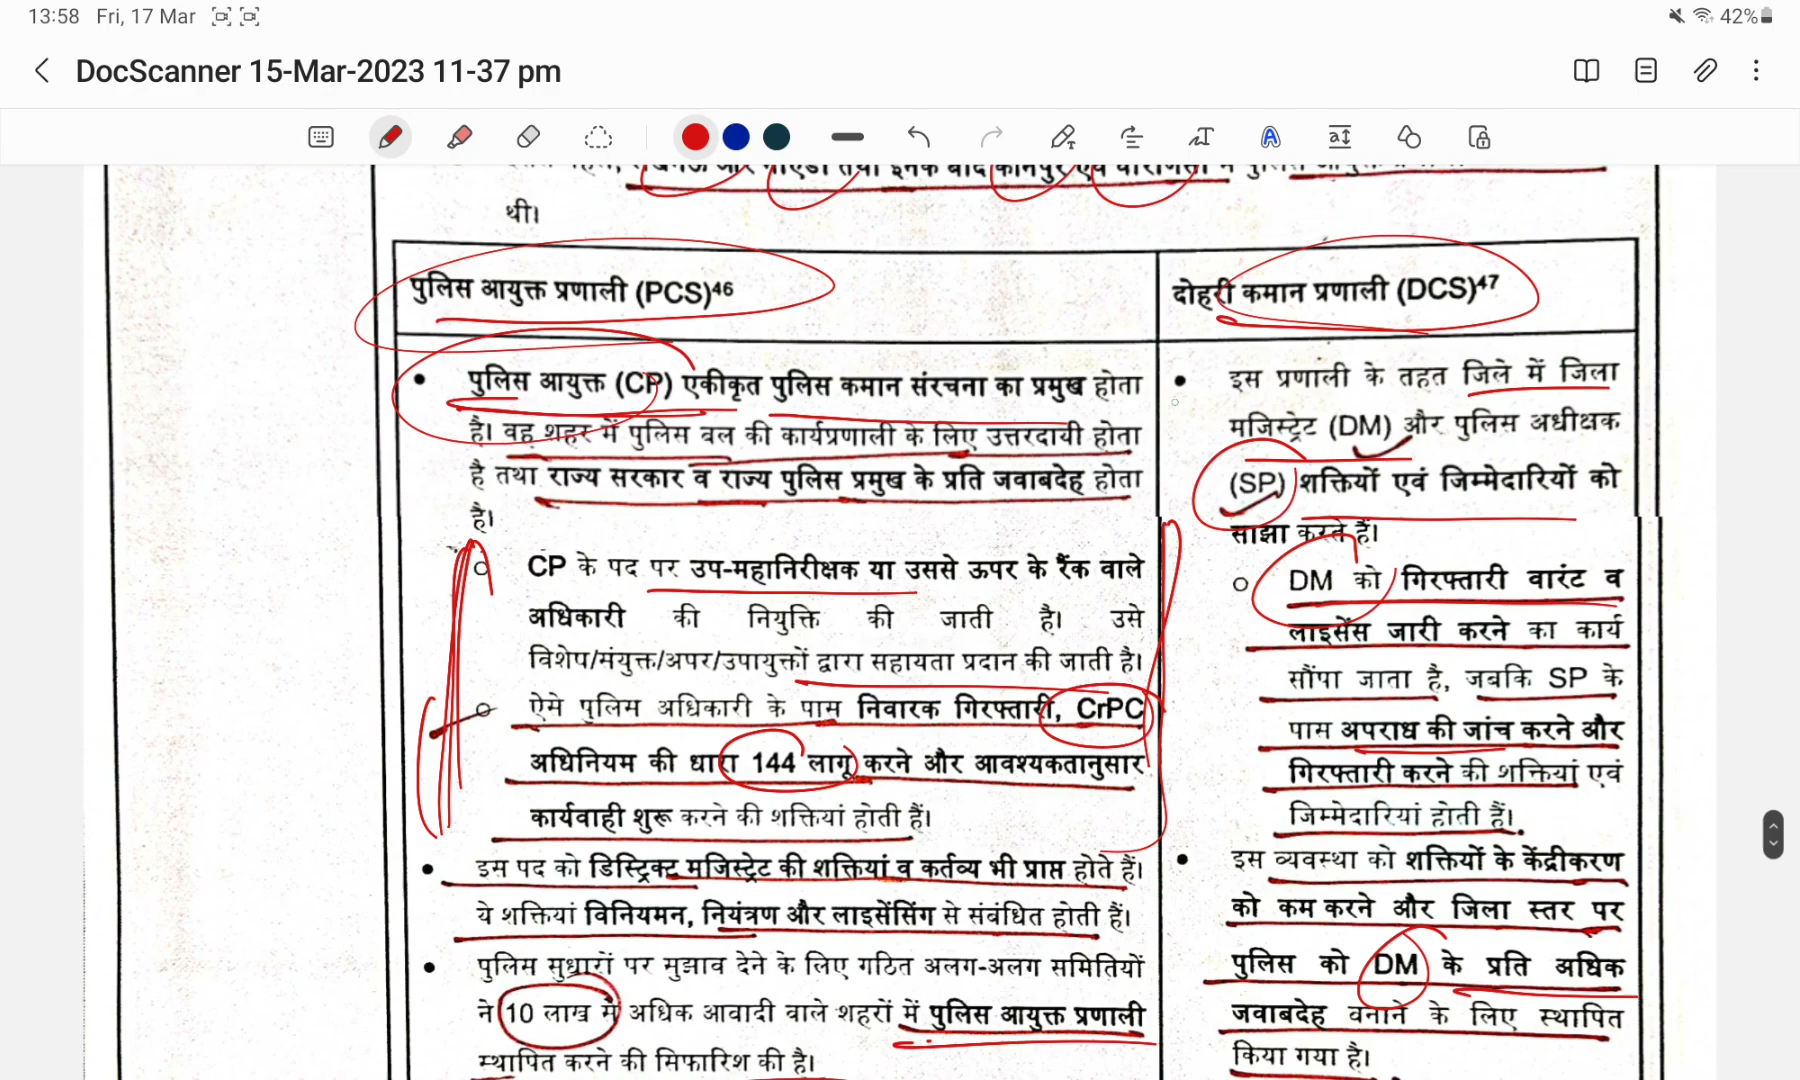 13:58 Fri, 17 Mar
42%
DocScanner 15-Mar-2023 11-37 pm
और तथा इनके बाद कानपुर एवं वाराणसी में
थी।
पुलिस आयुक्त प्रणाली (PCS)46
पुलिस आयुक्त (CP) एकीकृत पुलिस कमान संरचना का प्रमुख होता
है। वह शहर में पुलिस बल की कार्यप्रणाली के लिए उत्तरदायी होता
है तथा राज्य सरकार व राज्य पुलिस प्रमुख के प्रति जवाबदेह होता
है।
CP के पद पर उप-महानिरीक्षक या उससे ऊपर के रैंक वाले
अधिकारी की नियुक्ति की जाती है। उसे
विशेष/संयुक्त/अपर/उपायुक्तों द्वारा सहायता प्रदान की जाती है।
ऐसे पुलिस अधिकारी के पास निवारक गिरफ्तारी, CrPC
अधिनियम की धारा 144 लागू करने और आवश्यकतानुसार
कार्यवाही शुरू करने की शक्तियां होती हैं।
इस पद को डिस्ट्रिक्ट मजिस्ट्रेट की शक्तियां व कर्तव्य भी प्राप्त होते हैं।
ये शक्तियां विनियमन, नियंत्रण और लाइसेंसिंग से संबंधित होती हैं।
पुलिस सुधारों पर सुझाव देने के लिए गठित अलग-अलग समितियों
ने 10 लाख से अधिक आबादी वाले शहरों में पुलिस आयुक्त प्रणाली
स्थापित करने की सिफारिश की है।
दोहरी कमान प्रणाली (DCS)47
इस प्रणाली के तहत जिले में जिला
मजिस्ट्रेट (DM) और पुलिस अधीक्षक
(SP) शक्तियों एवं जिम्मेदारियों को
साझा करते हैं।
DM को गिरफ्तारी वारंट व
लाइसेंस जारी करने का कार्य
सौंपा जाता है, जबकि SP के
पास अपराध की जांच करने और
गिरफ्तारी करने की शक्तियां एवं
जिम्मेदारियां होती हैं।
इस व्यवस्था को शक्तियों के केंद्रीकरण
को कम करने और जिला स्तर पर
पुलिस को DM के प्रति अधिक
जवाबदेह बनाने के लिए स्थापित
किया गया है।